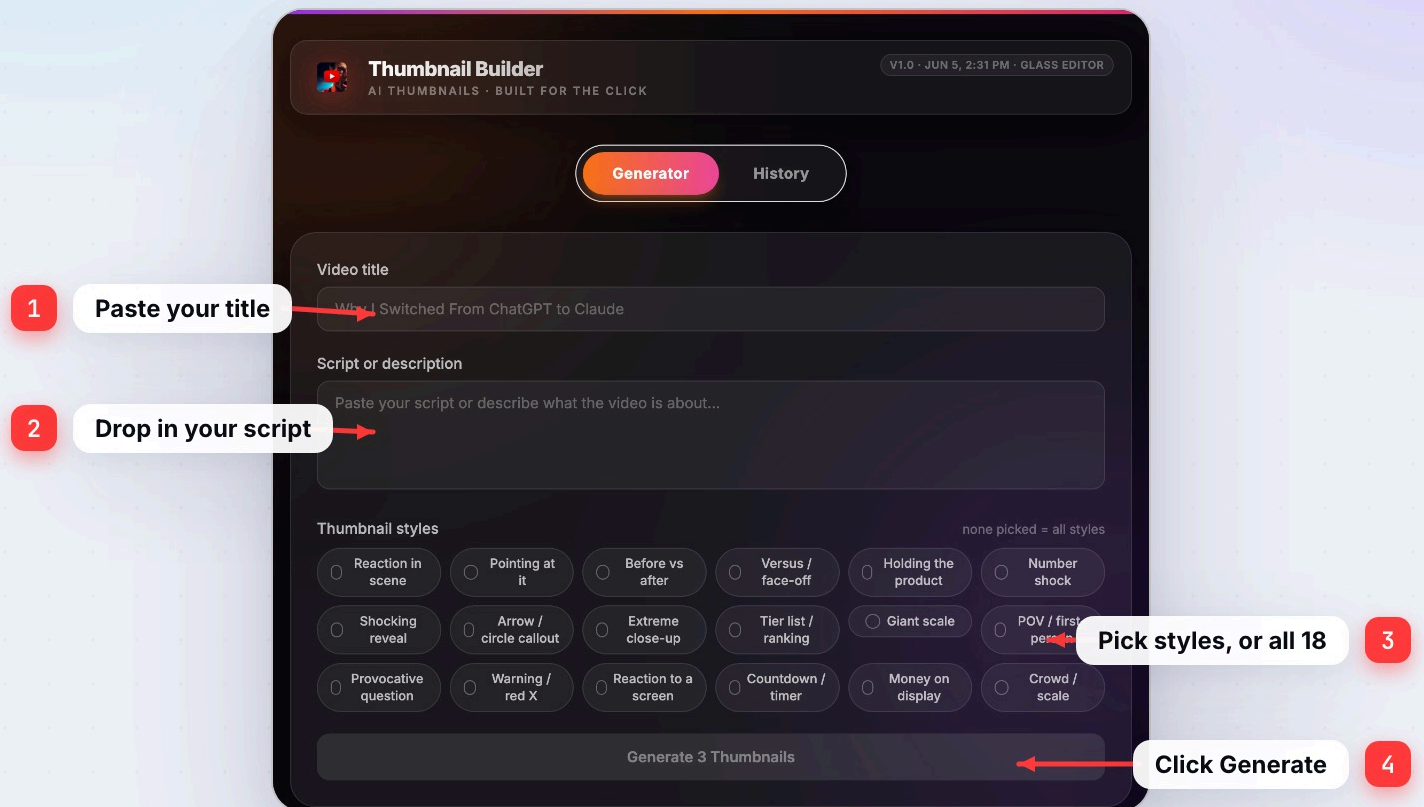 Thumbnail Builder
AI THUMBNAILS · BUILT FOR THE CLICK
V1.0 · JUN 5, 2:31 PM · GLASS EDITOR
Generator
History
Video title
1
Paste your title
Why I Switched From ChatGPT to Claude
Script or description
Paste your script or describe what the video is about...
2
Drop in your script
Thumbnail styles
none picked = all styles
Reaction in
scene
Pointing at
it
Before vs
after
Versus /
face-off
Holding the
product
Number
shock
Shocking
reveal
Arrow /
circle callout
Extreme
close-up
Tier list /
ranking
Giant scale
POV / first
person
Pick styles, or all 18
3
Provocative
question
Warning /
red X
Reaction to a
screen
Countdown /
timer
Money on
display
Crowd /
scale
Generate 3 Thumbnails
Click Generate
4